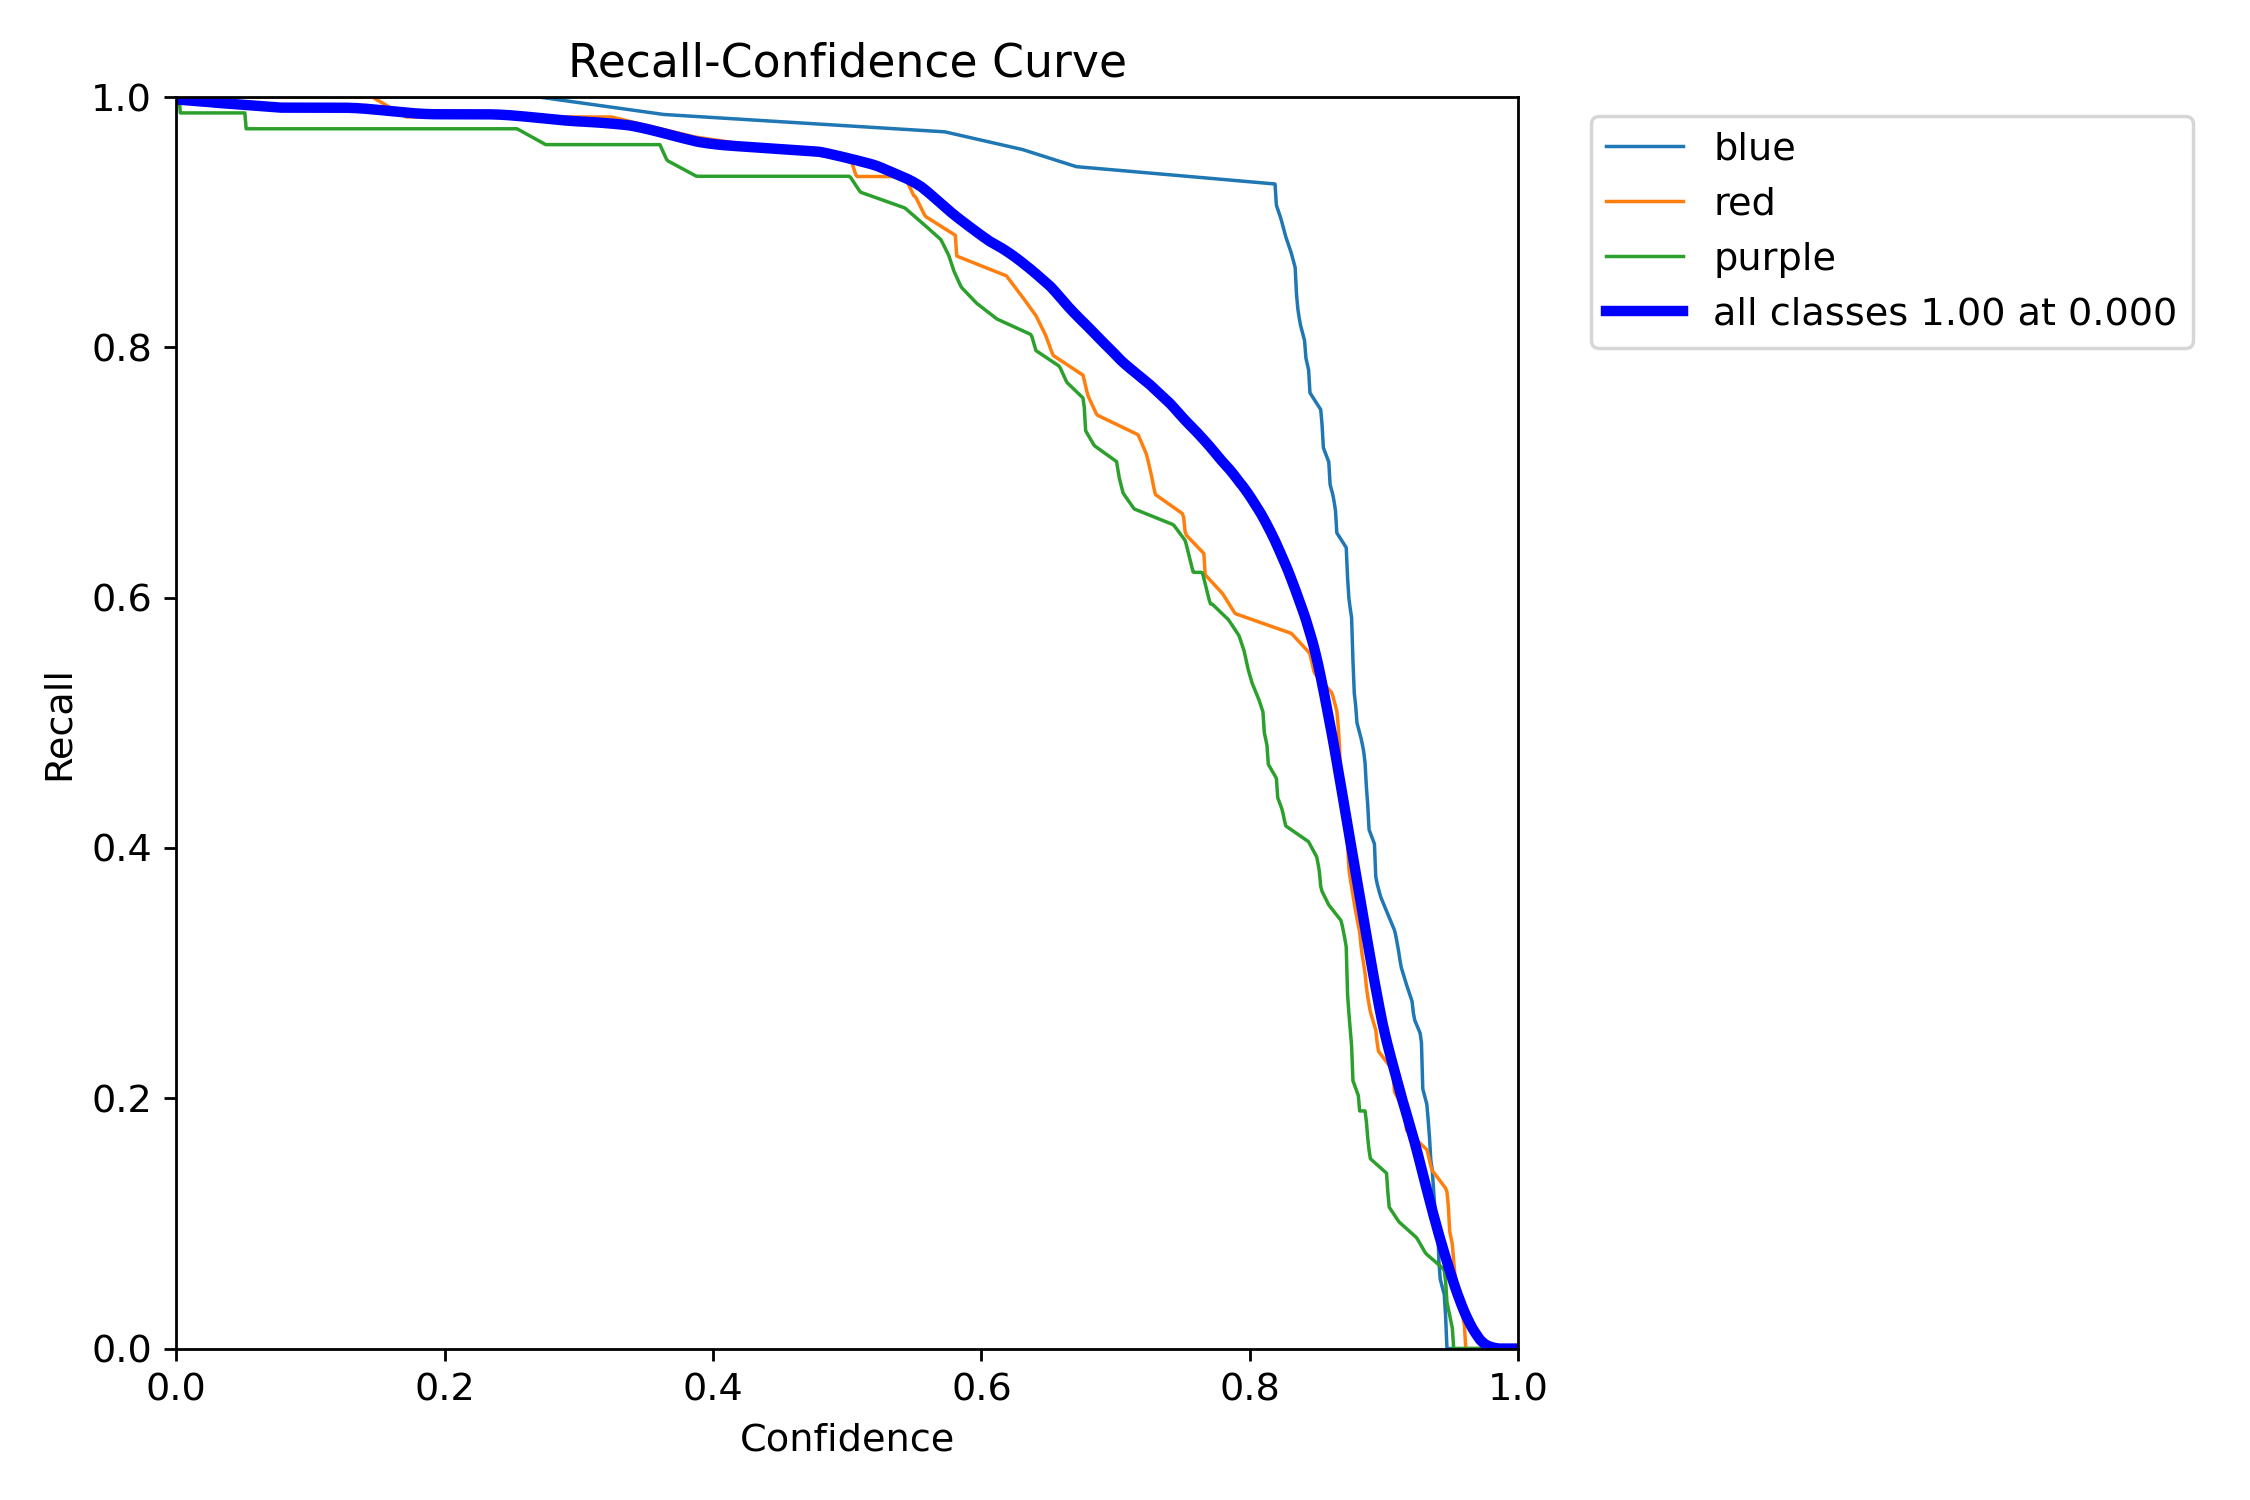 Recall-Confidence Curve
1.0
0.8
0.6
0.4
0.2
0.0
Recall
0.0 0.2 0.4 0.6 0.8 1.0
Confidence
blue
red
purple
all classes 1.00 at 0.000